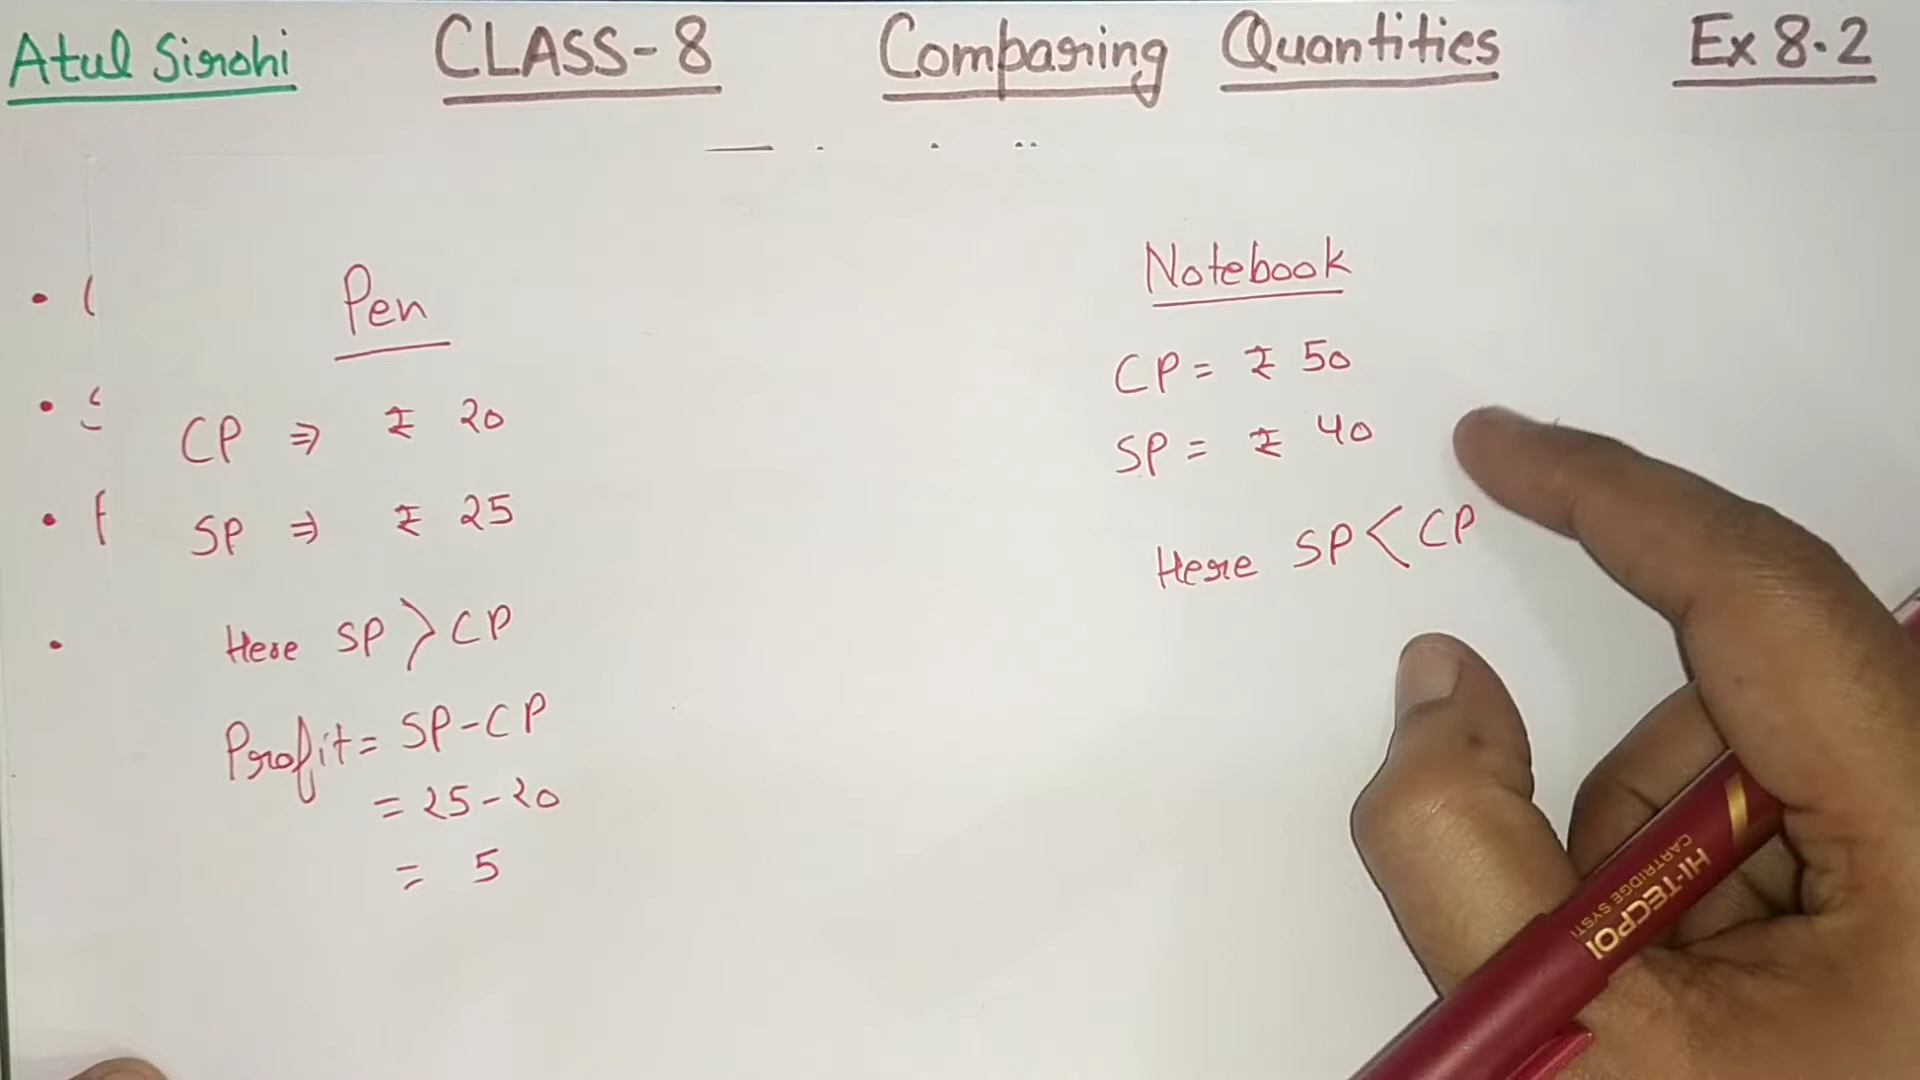 Atul Sirohi CLASS-8 Comparing Quantities Ex 8.2
Pen
CP ⇒ ₹ 20
SP ⇒ ₹ 25
Here SP > CP
Profit = SP-CP
= 25-20
= 5
Notebook
CP = ₹ 50
SP = ₹ 40
Here SP < CP
HI-TECPOI
CARTRIDGE SYSTE